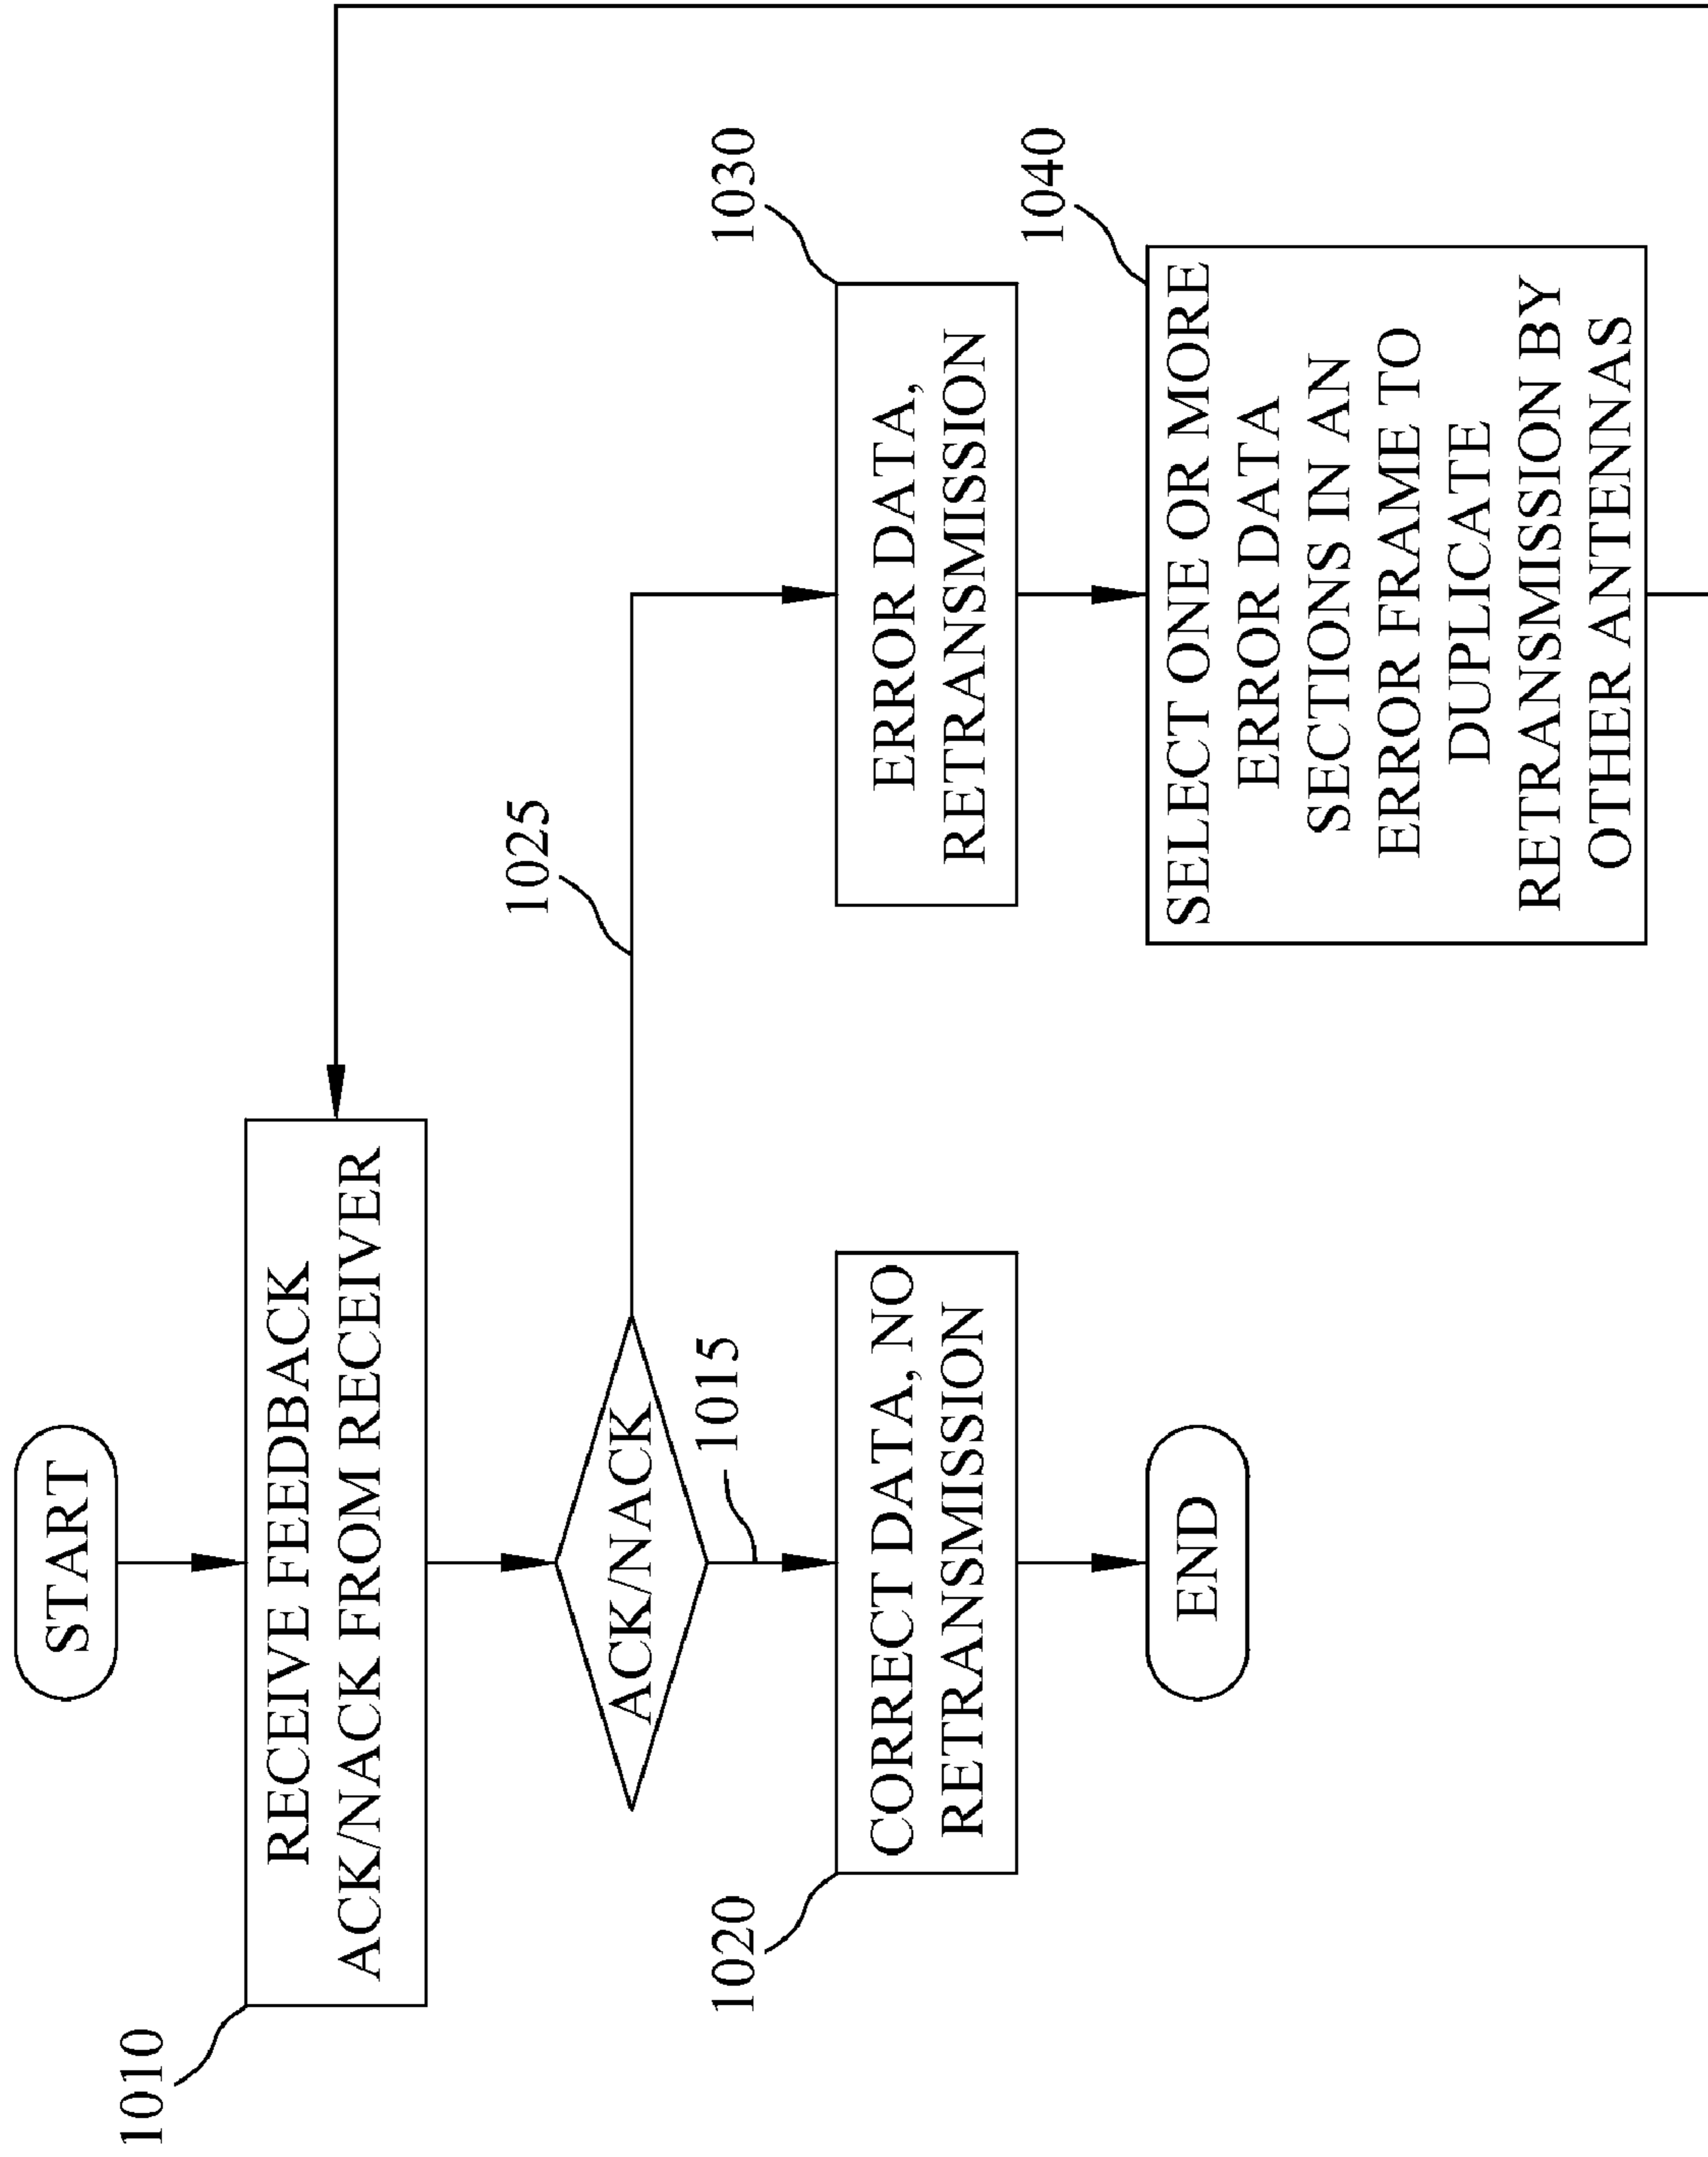 START
1010
RECEIVE FEEDBACK
ACK/NACK FROM RECEIVER
ACK/NACK
1025
1015
1020
CORRECT DATA, NO
RETRANSMISSION
1030
ERROR DATA,
RETRANSMISSION
1040
SELECT ONE OR MORE
ERROR DATA
SECTIONS IN AN
ERROR FRAME TO
DUPLICATE
RETRANSMISSION BY
OTHER ANTENNAS
END